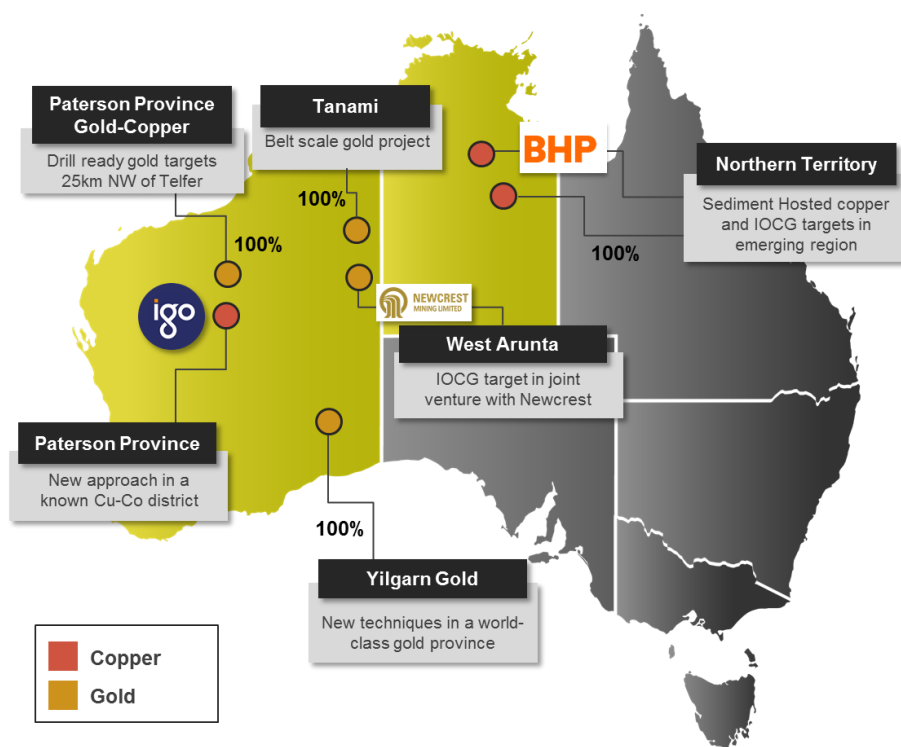 Paterson Province
Gold-Copper
Drill ready gold targets
25km NW of Telfer
Tanami
Belt scale gold project
100%
100%
BHP
Northern Territory
Sediment Hosted copper
and IOCG targets in
emerging region
100%
igo
NEWCREST
MINING LIMITED
West Arunta
IOCG target in joint
venture with Newcrest
Paterson Province
New approach in a
known Cu-Co district
100%
Yilgarn Gold
New techniques in a world-
class gold province
Copper
Gold